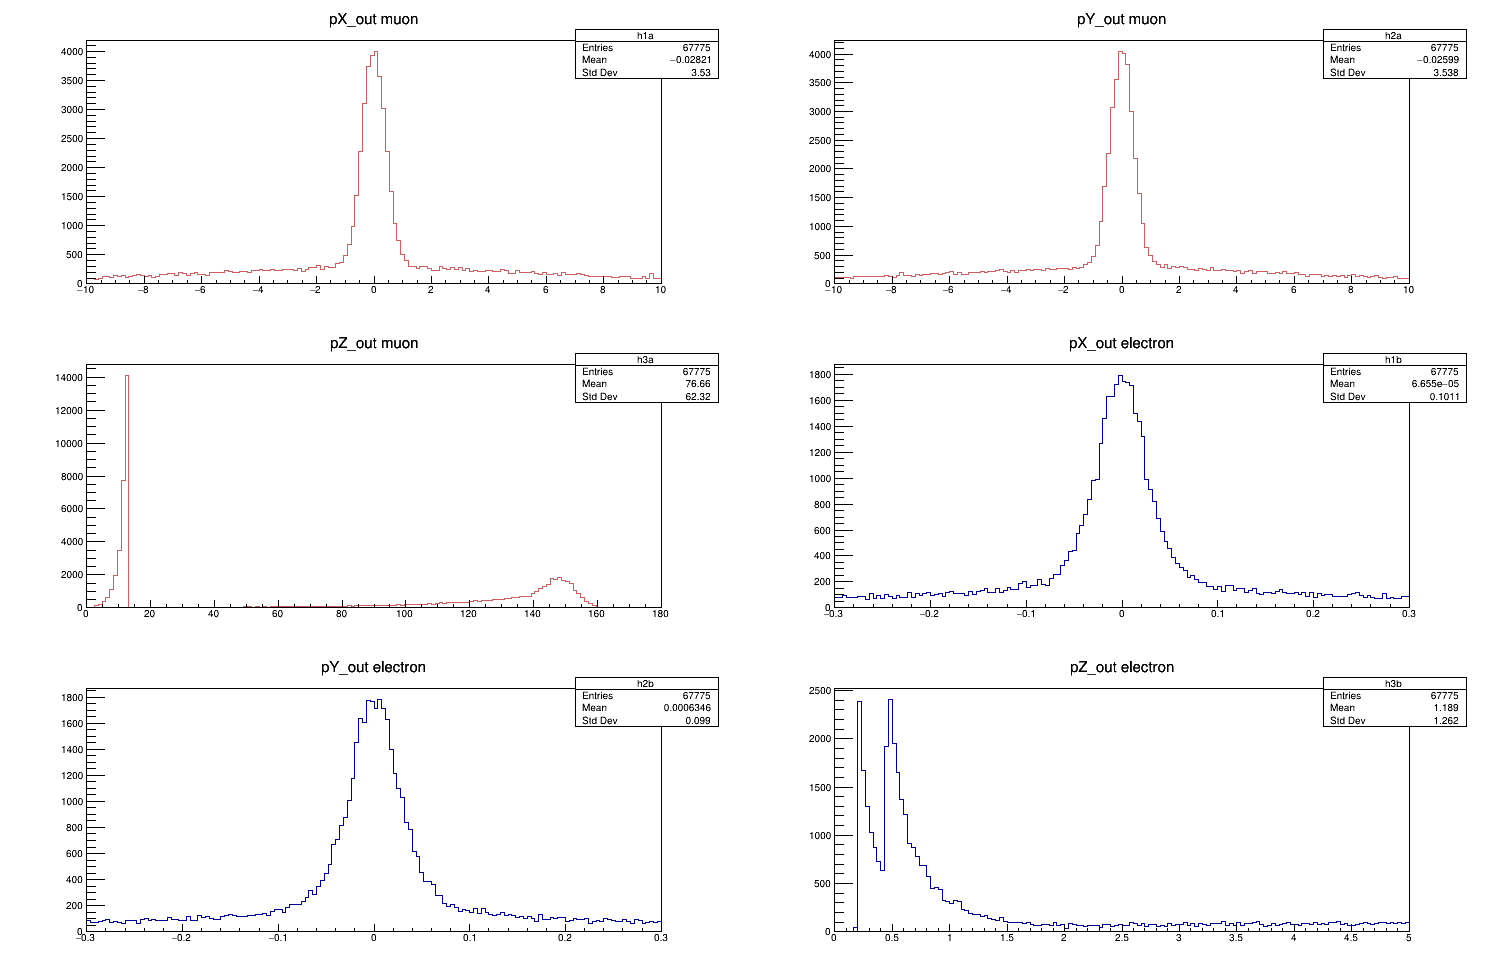 pX_out muon
h1a
Entries 67775
Mean −0.02821
Std Dev 3.53
4000
3500
3000
2500
2000
1500
1000
500
0
−10 −8 −6 −4 −2 0 2 4 6 8 10
pY_out muon
h2a
Entries 67775
Mean −0.02599
Std Dev 3.538
4000
3500
3000
2500
2000
1500
1000
500
0
−10 −8 −6 −4 −2 0 2 4 6 8 10
pZ_out muon
h3a
Entries 67775
Mean 76.66
Std Dev 62.32
14000
12000
10000
8000
6000
4000
2000
0
0 20 40 60 80 100 120 140 160 180
pX_out electron
h1b
Entries 67775
Mean 6.655e−05
Std Dev 0.1011
1800
1600
1400
1200
1000
800
600
400
200
0
−0.3 −0.2 −0.1 0 0.1 0.2 0.3
pY_out electron
h2b
Entries 67775
Mean 0.0006346
Std Dev 0.099
1800
1600
1400
1200
1000
800
600
400
200
0
−0.3 −0.2 −0.1 0 0.1 0.2 0.3
pZ_out electron
h3b
Entries 67775
Mean 1.189
Std Dev 1.262
2500
2000
1500
1000
500
0
0 0.5 1 1.5 2 2.5 3 3.5 4 4.5 5